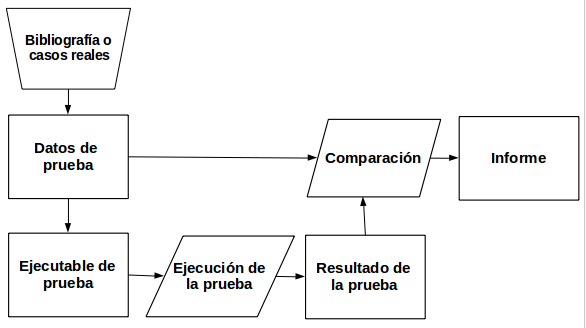 Bibliografía o
casos reales
Datos de
prueba
Comparación
Informe
Ejecutable de
prueba
Ejecución de
la prueba
Resultado de
la prueba